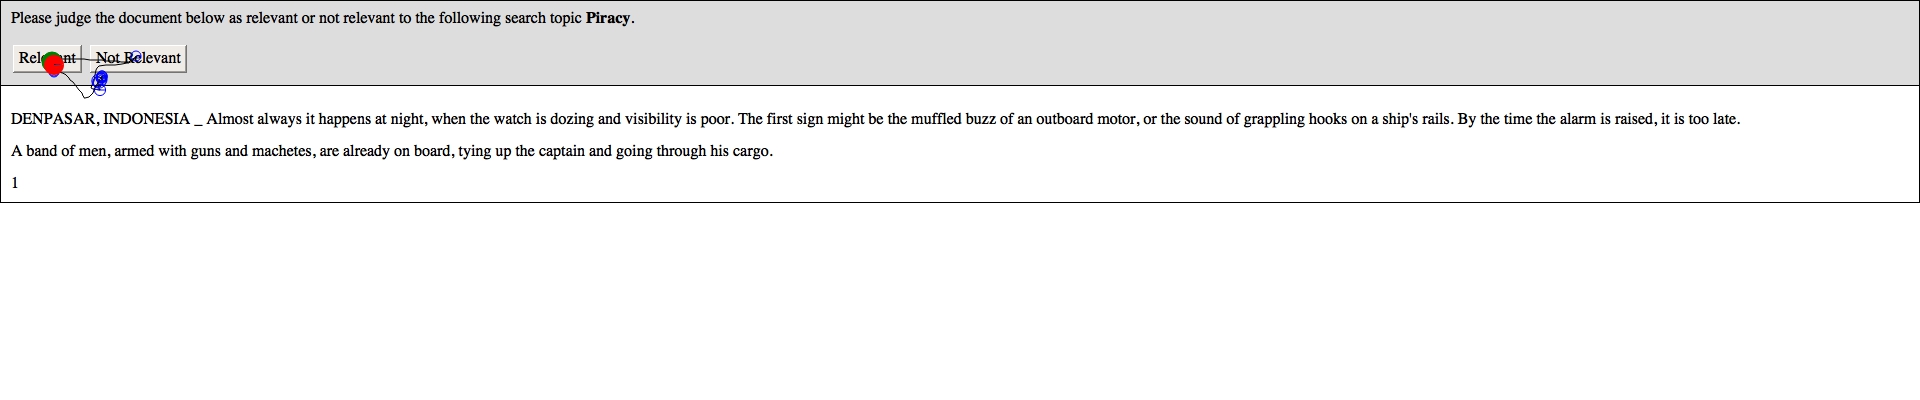 Please judge the document below as relevant or not relevant to the following search topic Piracy.
Relevant Not Relevant
DENPASAR, INDONESIA _ Almost always it happens at night, when the watch is dozing and visibility is poor. The first sign might be the muffled buzz of an outboard motor, or the sound of grappling hooks on a ship's rails. By the time the alarm is raised, it is too late.
A band of men, armed with guns and machetes, are already on board, tying up the captain and going through his cargo.
1